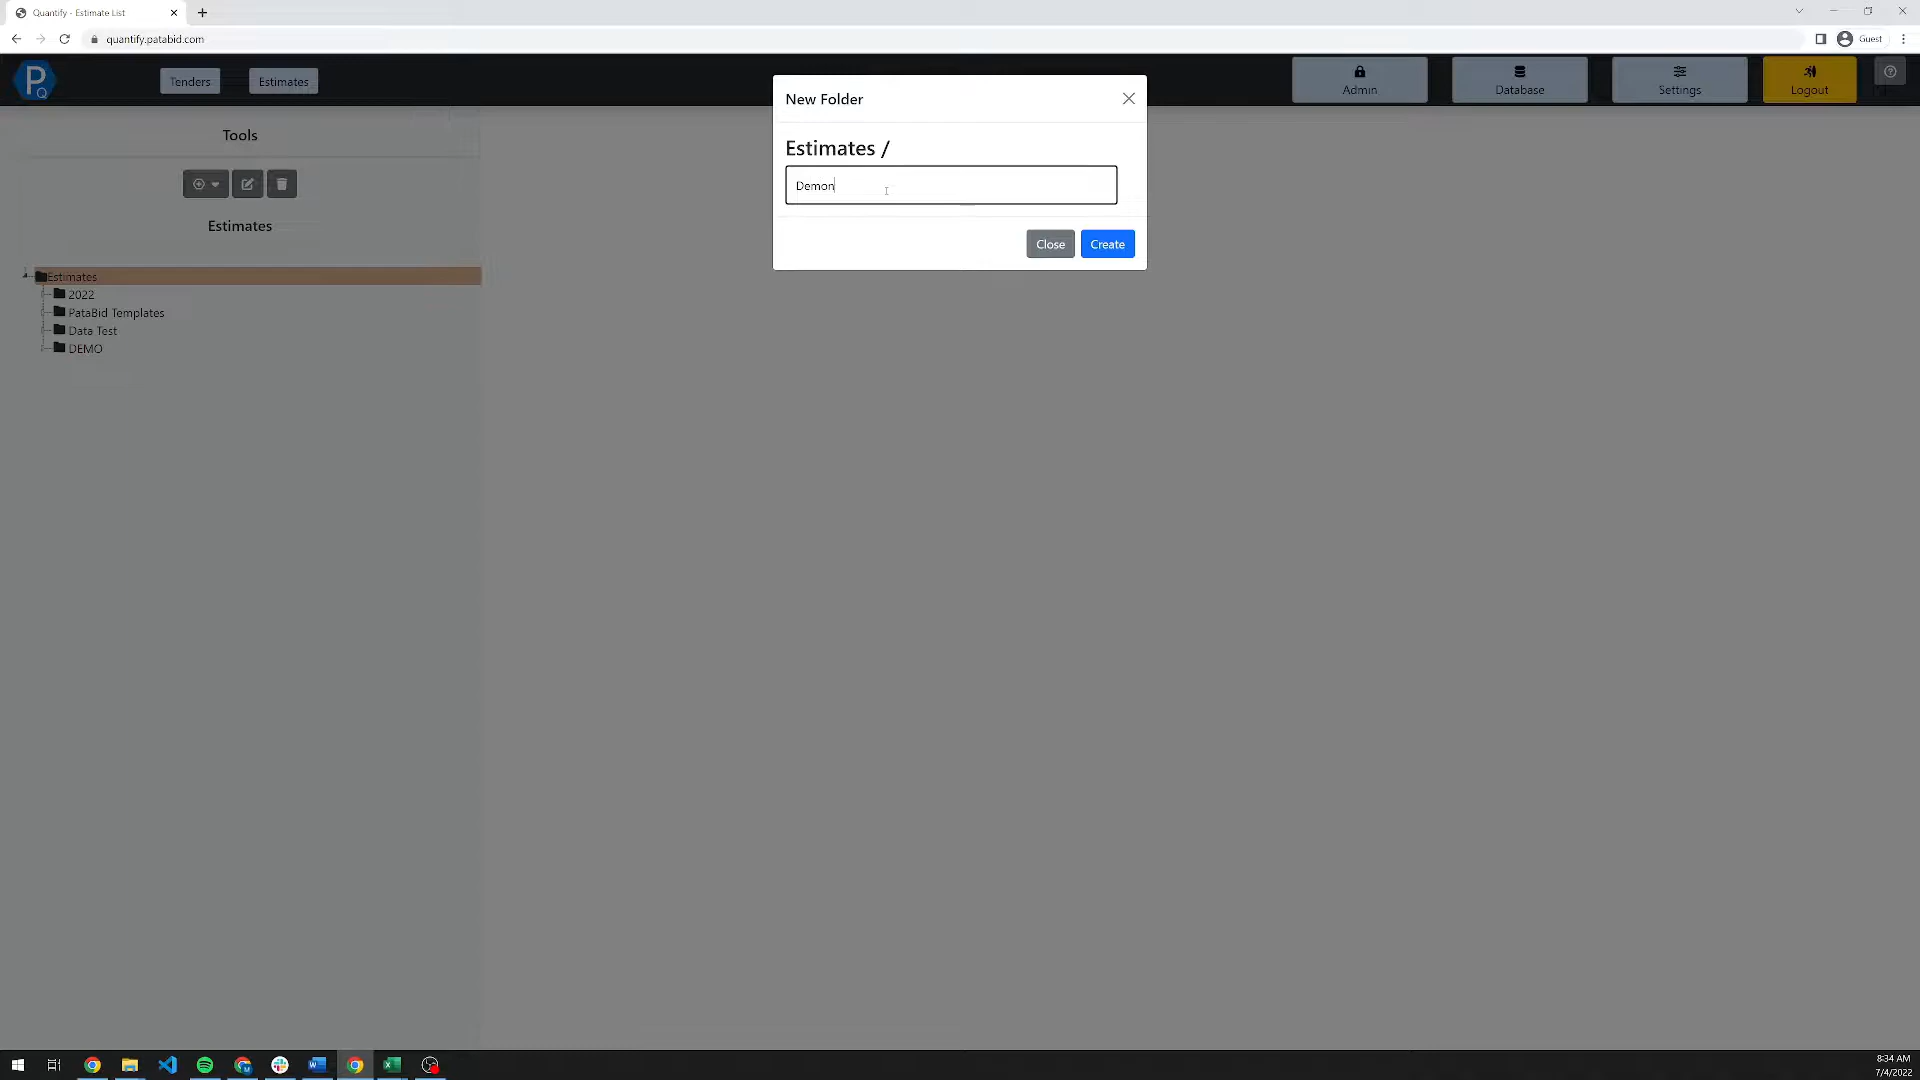 Quantify - Estimate List
quantify.patabid.com
Guest
P
Q
Tenders
Estimates
Admin
Database
Settings
Logout
New Folder
Estimates /
Demon
Close
Create
Tools
Estimates
Estimates
2022
PataBid Templates
Data Test
DEMO
8:34 AM
7/4/2022